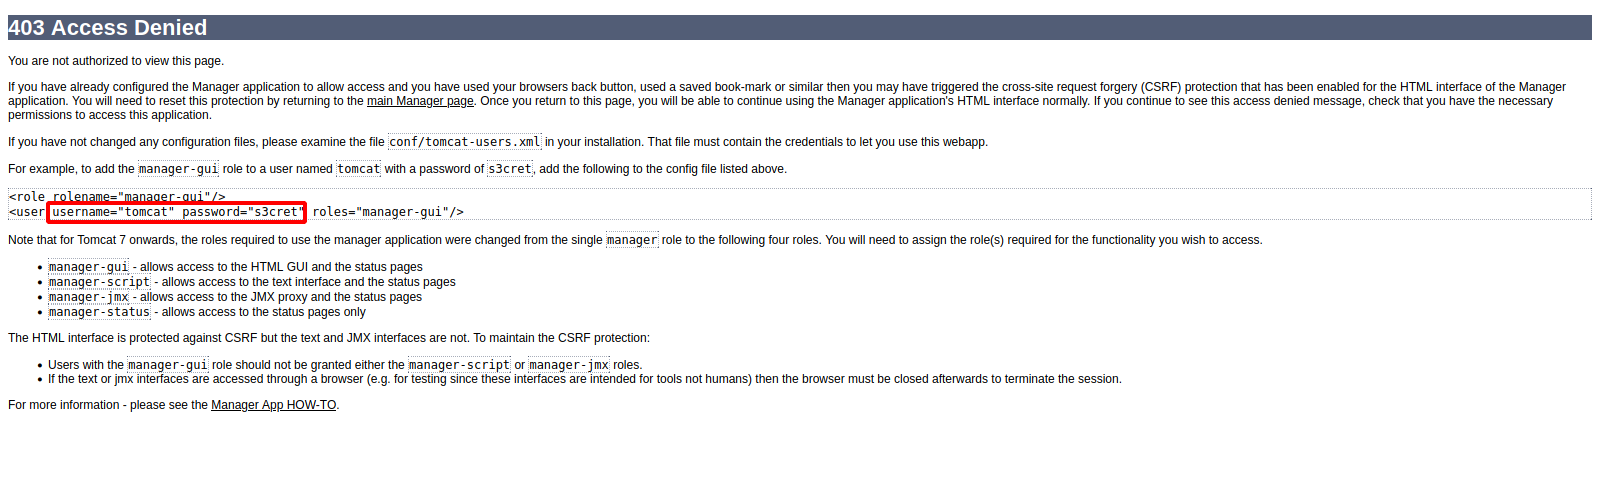 403 Access Denied
You are not authorized to view this page.
If you have already configured the Manager application to allow access and you have used your browsers back button, used a saved book-mark or similar then you may have triggered the cross-site request forgery (CSRF) protection that has been enabled for the HTML interface of the Manager
application. You will need to reset this protection by returning to the main Manager page. Once you return to this page, you will be able to continue using the Manager application's HTML interface normally. If you continue to see this access denied message, check that you have the necessary
permissions to access this application.
If you have not changed any configuration files, please examine the file conf/tomcat-users.xml in your installation. That file must contain the credentials to let you use this webapp.
For example, to add the manager-gui role to a user named tomcat with a password of s3cret, add the following to the config file listed above.
<role rolename="manager-gui"/>
<user username="tomcat" password="s3cret" roles="manager-gui"/>
Note that for Tomcat 7 onwards, the roles required to use the manager application were changed from the single manager role to the following four roles. You will need to assign the role(s) required for the functionality you wish to access.
• manager-gui - allows access to the HTML GUI and the status pages
• manager-script - allows access to the text interface and the status pages
• manager-jmx - allows access to the JMX proxy and the status pages
• manager-status - allows access to the status pages only
The HTML interface is protected against CSRF but the text and JMX interfaces are not. To maintain the CSRF protection:
• Users with the manager-gui role should not be granted either the manager-script or manager-jmx roles.
• If the text or jmx interfaces are accessed through a browser (e.g. for testing since these interfaces are intended for tools not humans) then the browser must be closed afterwards to terminate the session.
For more information - please see the Manager App HOW-TO.